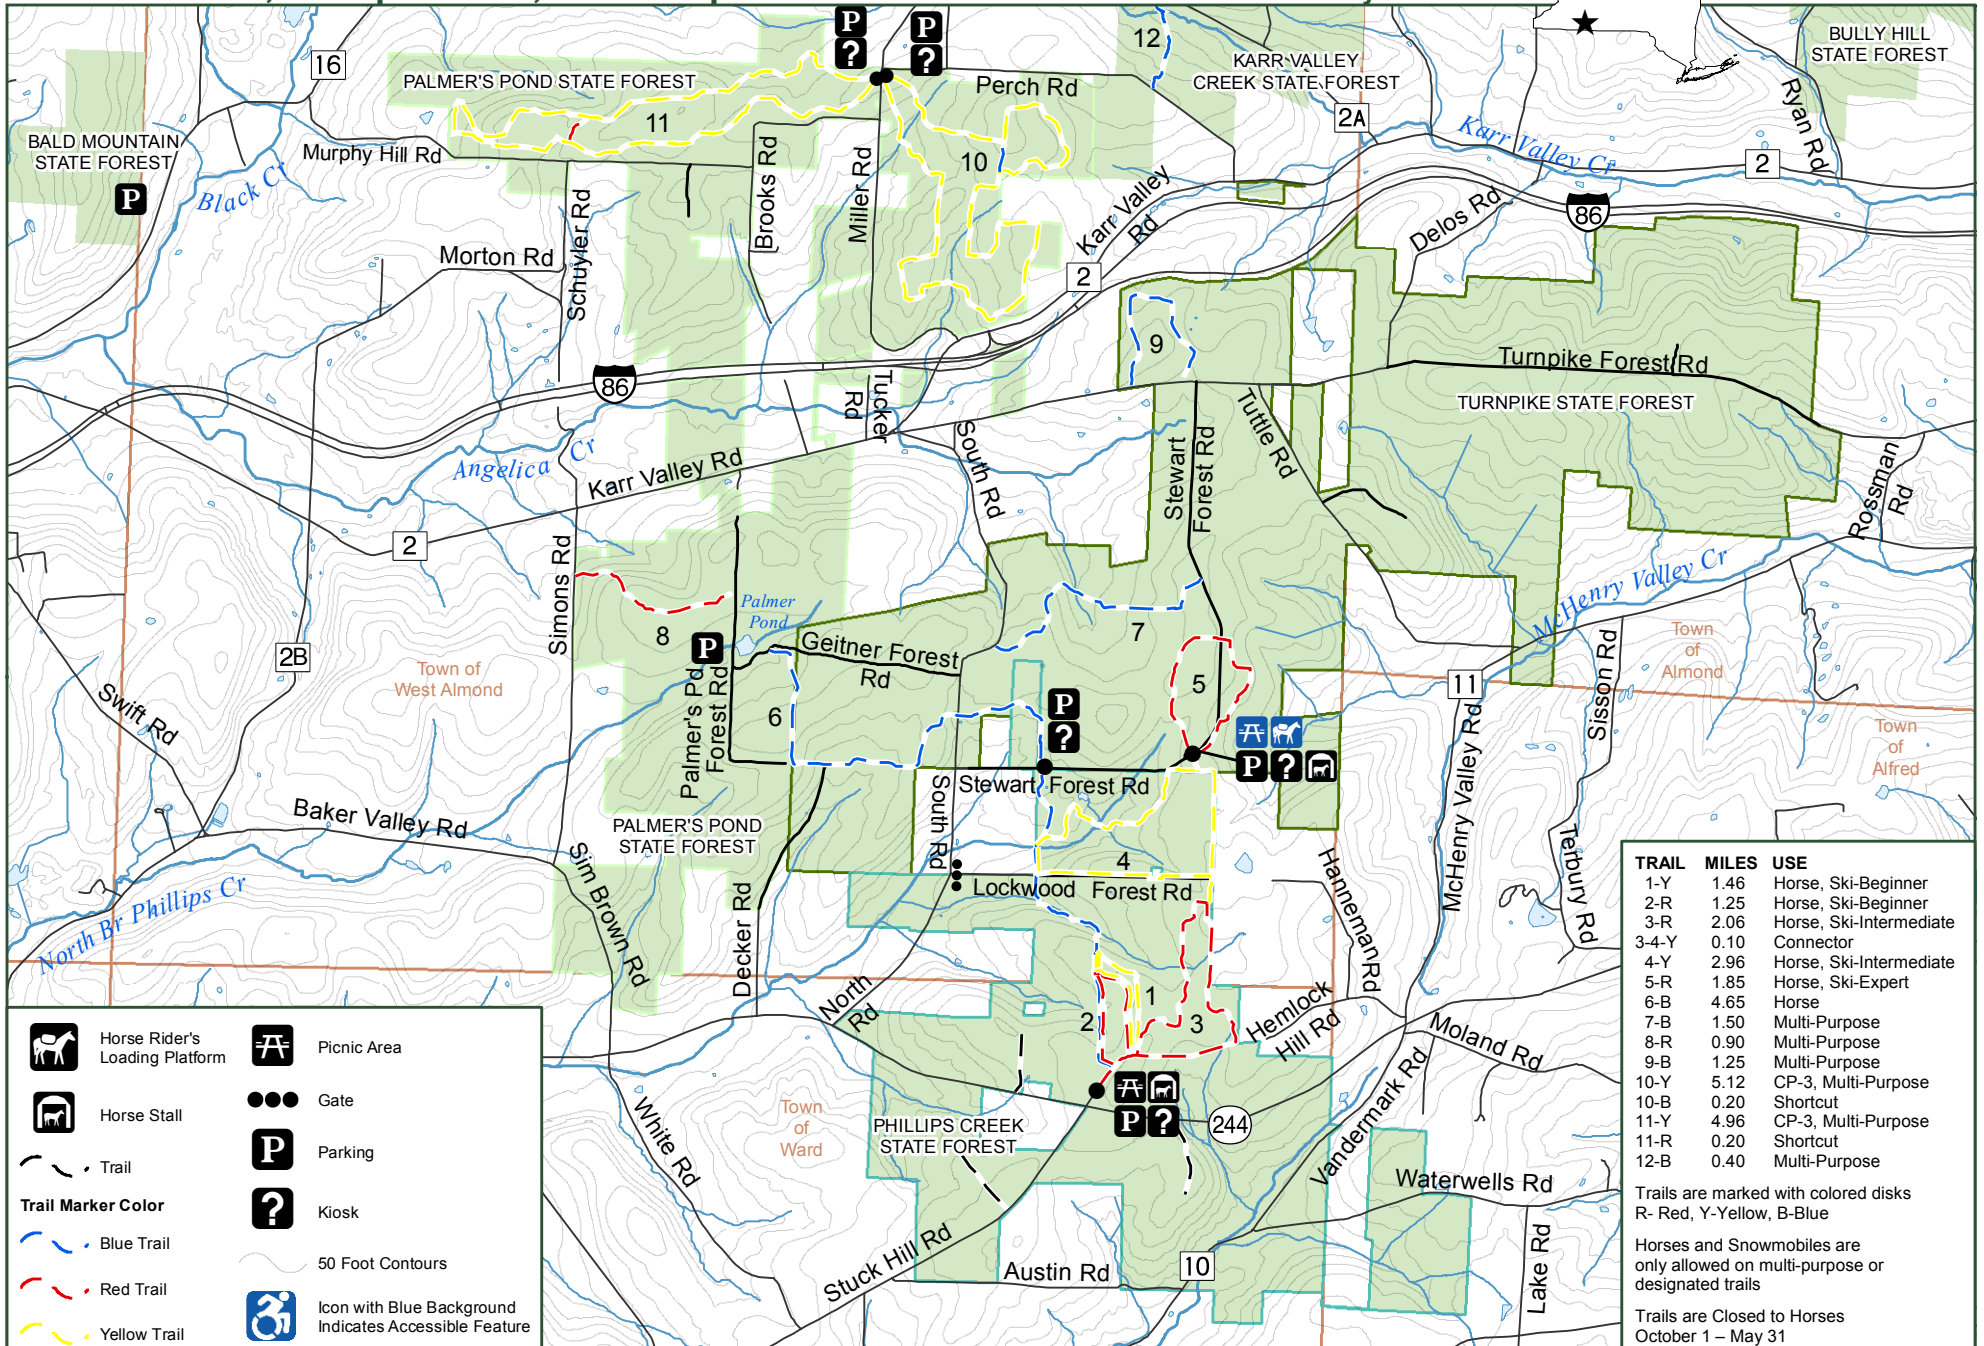 12
KARR VALLEY
CREEK STATE FOREST
BULLY HILL
STATE FOREST
16
PALMER'S POND STATE FOREST
P
?
P
?
Perch Rd
2A
Ryan Rd
11
BALD MOUNTAIN
STATE FOREST
P
Murphy Hill Rd
Black Cr
Karr Valley Cr
2
10
Brooks Rd
Miller Rd
Schuyler Rd
Karr Valley
Rd
Delos Rd
86
Morton Rd
2
9
Turnpike Forest Rd
86
Tucker
Rd
TURNPIKE STATE FOREST
Tuttle Rd
South Rd
Stewart
Forest Rd
Angelica Cr
Karr Valley Rd
Rossman
Rd
2
Simons Rd
McHenry Valley Cr
Palmer
Pond
8
7
P
Geitner Forest
Rd
2B
Town of
West Almond
Town
of
Almond
Sisson Rd
11
5
Swift Rd
Palmer's Pd
Forest Rd
6
P
?
P
?
Town
of
Alfred
Stewart Forest Rd
South Rd
McHenry Valley Rd
Baker Valley Rd
PALMER'S POND
STATE FOREST
Terbury Rd
4
Lockwood Forest Rd
Hanneman Rd
Sim Brown Rd
Decker Rd
North Br Phillips Cr
North
Rd
1
2
3
Hemlock
Hill Rd
Moland Rd
Vandermark Rd
P
?
244
Town
of
Ward
PHILLIPS CREEK
STATE FOREST
White Rd
Waterwells Rd
Lake Rd
Stuck Hill Rd
Austin Rd
10
Horse Rider's
Loading Platform
Picnic Area
Horse Stall
Gate
Trail
P
Parking
Trail Marker Color
?
Kiosk
Blue Trail
50 Foot Contours
Red Trail
Icon with Blue Background
Indicates Accessible Feature
Yellow Trail
TRAIL MILES USE
1-Y 1.46 Horse, Ski-Beginner
2-R 1.25 Horse, Ski-Beginner
3-R 2.06 Horse, Ski-Intermediate
3-4-Y 0.10 Connector
4-Y 2.96 Horse, Ski-Intermediate
5-R 1.85 Horse, Ski-Expert
6-B 4.65 Horse
7-B 1.50 Multi-Purpose
8-R 0.90 Multi-Purpose
9-B 1.25 Multi-Purpose
10-Y 5.12 CP-3, Multi-Purpose
10-B 0.20 Shortcut
11-Y 4.96 CP-3, Multi-Purpose
11-R 0.20 Shortcut
12-B 0.40 Multi-Purpose
Trails are marked with colored disks
R- Red, Y-Yellow, B-Blue
Horses and Snowmobiles are
only allowed on multi-purpose or
designated trails
Trails are Closed to Horses
October 1 – May 31